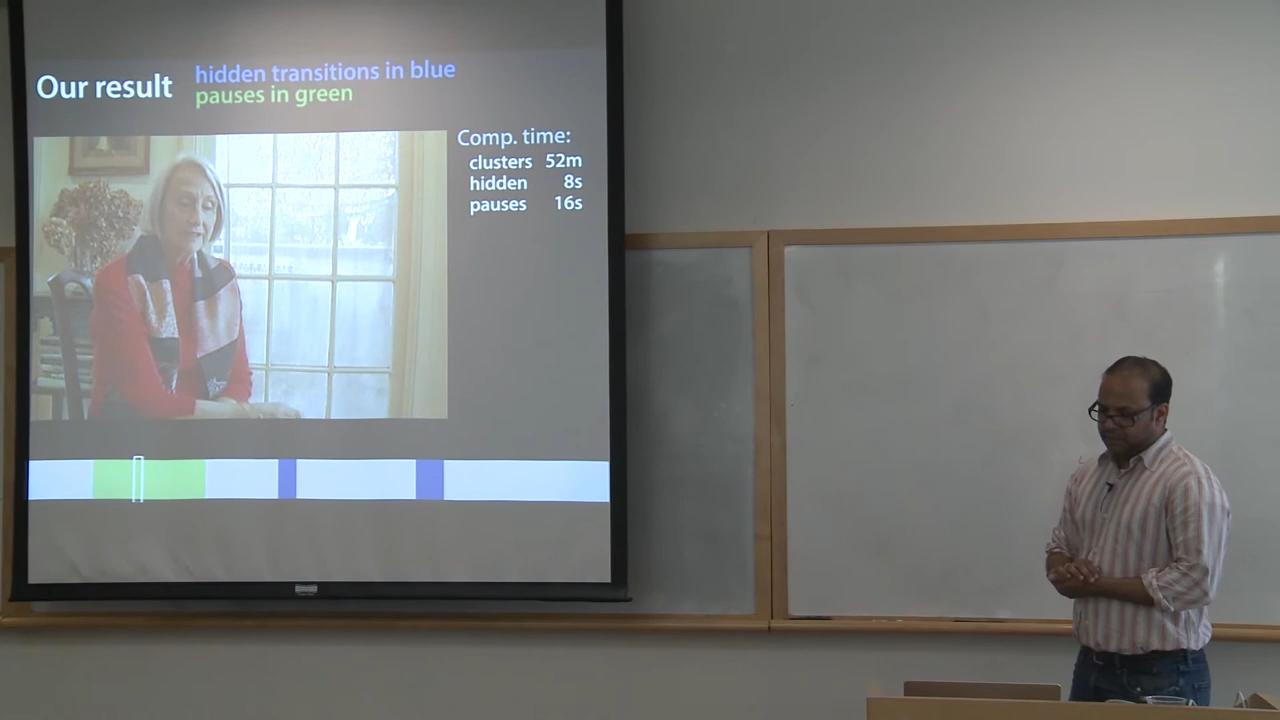 Our result
hidden transitions in blue
pauses in green
Comp. time:
clusters 52m
hidden 8s
pauses 16s